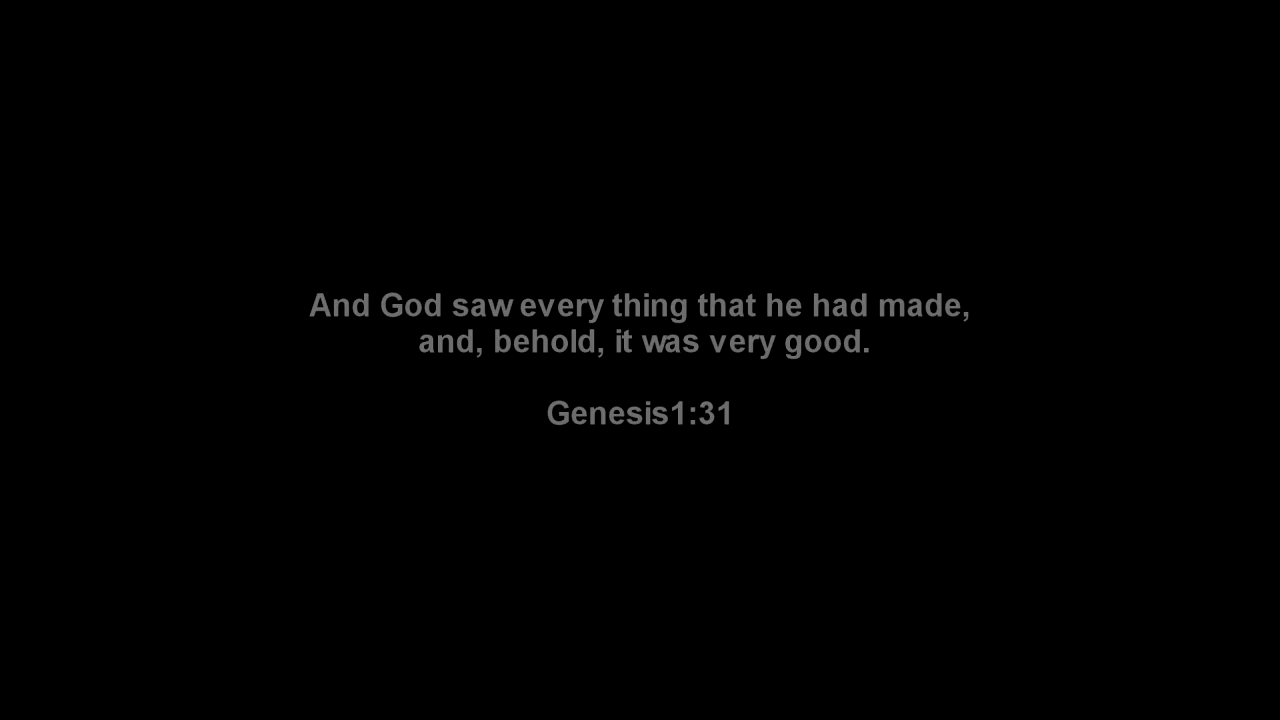 And God saw every thing that he had made,
and, behold, it was very good.
Genesis1:31